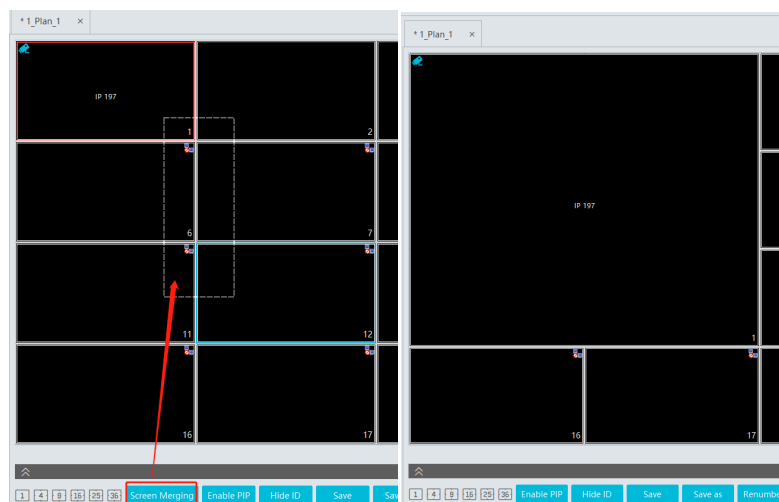 * 1_Plan_1 ×
IP 197
1
2
6
7
11
12
16
17
1 4 9 16 25 36 Screen Merging Enable PIP Hide ID Save Sav
* 1_Plan_1 ×
IP 197
1
16
17
1 4 9 16 25 36 Enable PIP Hide ID Save Save as Renumbe